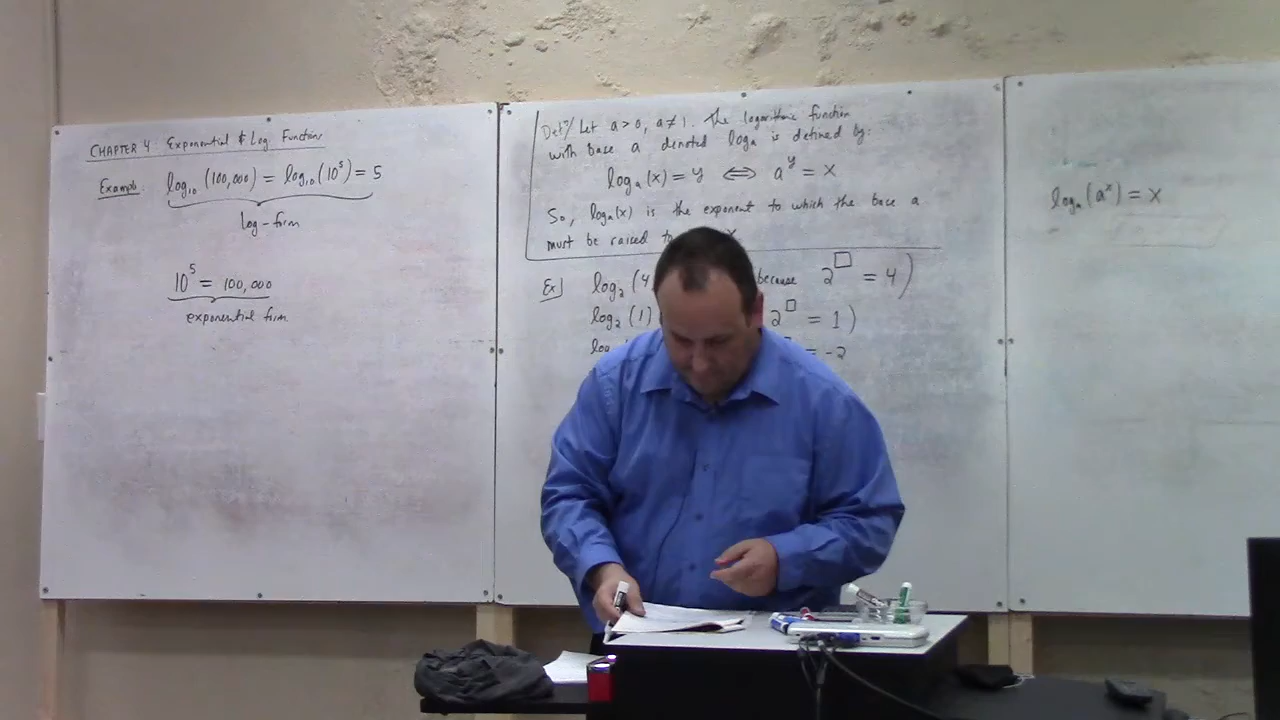 CHAPTER 4 Exponential & Log Functions
Example: log₁₀(100,000) = log₁₀(10⁵) = 5
log-form
10⁵ = 100,000
exponential form
Defⁿ/ Let a > 0, a ≠ 1. The logarithmic function
with base a denoted logₐ is defined by:
logₐ(x) = y ⟺ a^y = x
So, logₐ(x) is the exponent to which the base a
must be raised to
Ex] log₂(4 because 2^□ = 4)
log₂(1) 2^□ = 1)
log = -2
logₐ(a^x) = x